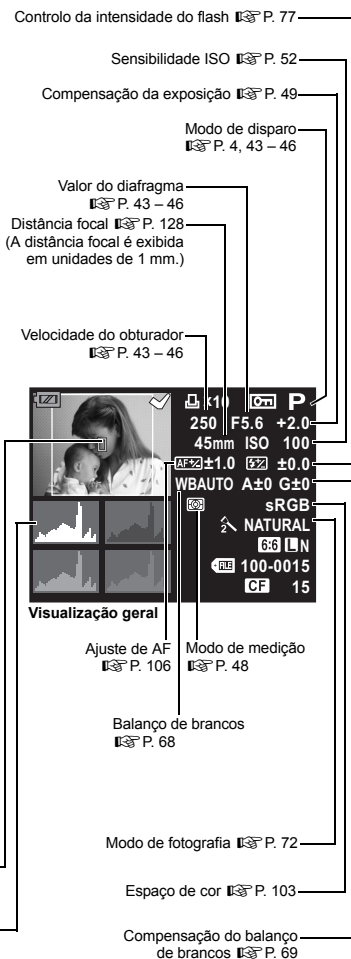 Controlo da intensidade do flash ☞ P. 77
Sensibilidade ISO ☞ P. 52
Compensação da exposição ☞ P. 49
Modo de disparo
☞ P. 4, 43 – 46
Valor do diafragma
☞ P. 43 – 46
Distância focal ☞ P. 128
(A distância focal é exibida
em unidades de 1 mm.)
Velocidade do obturador
☞ P. 43 – 46
×10 P
250 F5.6 +2.0
45mm ISO 100
AF+/- ±1.0 ±0.0
WBAUTO A±0 G±0
sRGB
2 NATURAL
6:6 L N
FILE 100-0015
CF 15
Visualização geral
Ajuste de AF
☞ P. 106
Modo de medição
☞ P. 48
Balanço de brancos
☞ P. 68
Modo de fotografia ☞ P. 72
Espaço de cor ☞ P. 103
Compensação do balanço
de brancos ☞ P. 69